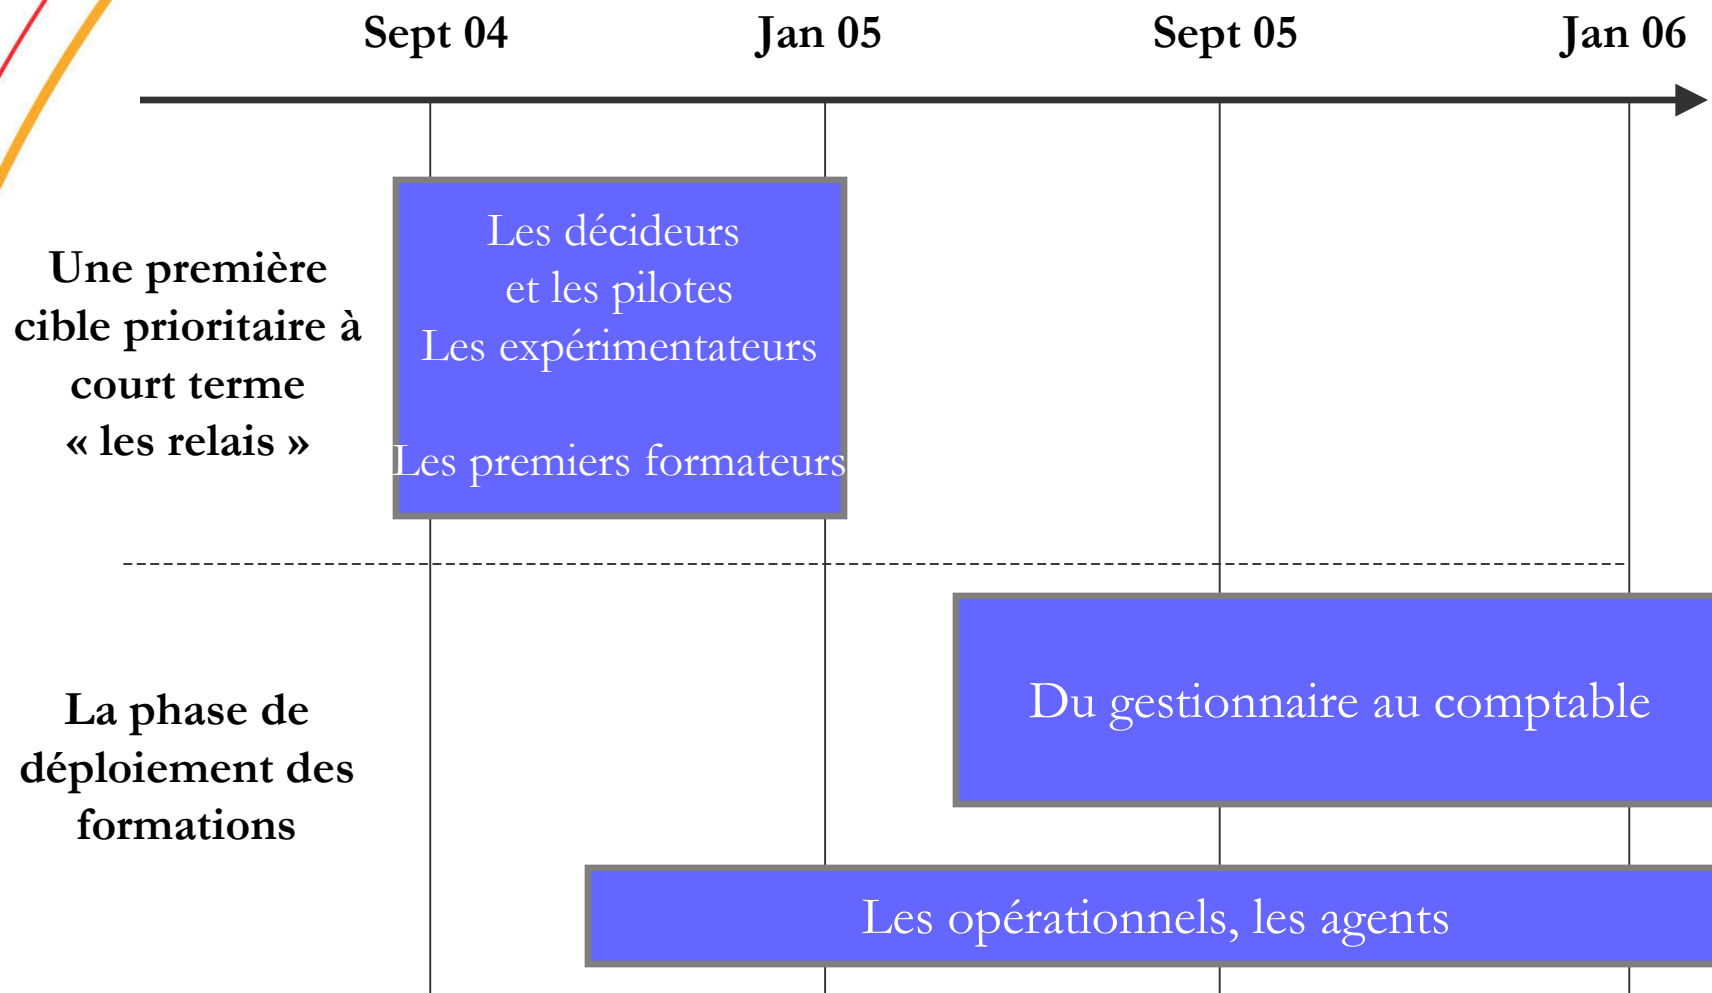 Sept 04
Jan 05
Sept 05
Jan 06
Une première
cible prioritaire à
court terme
« les relais »
Les décideurs
et les pilotes
Les expérimentateurs
Les premiers formateurs
La phase de
déploiement des
formations
Du gestionnaire au comptable
Les opérationnels, les agents